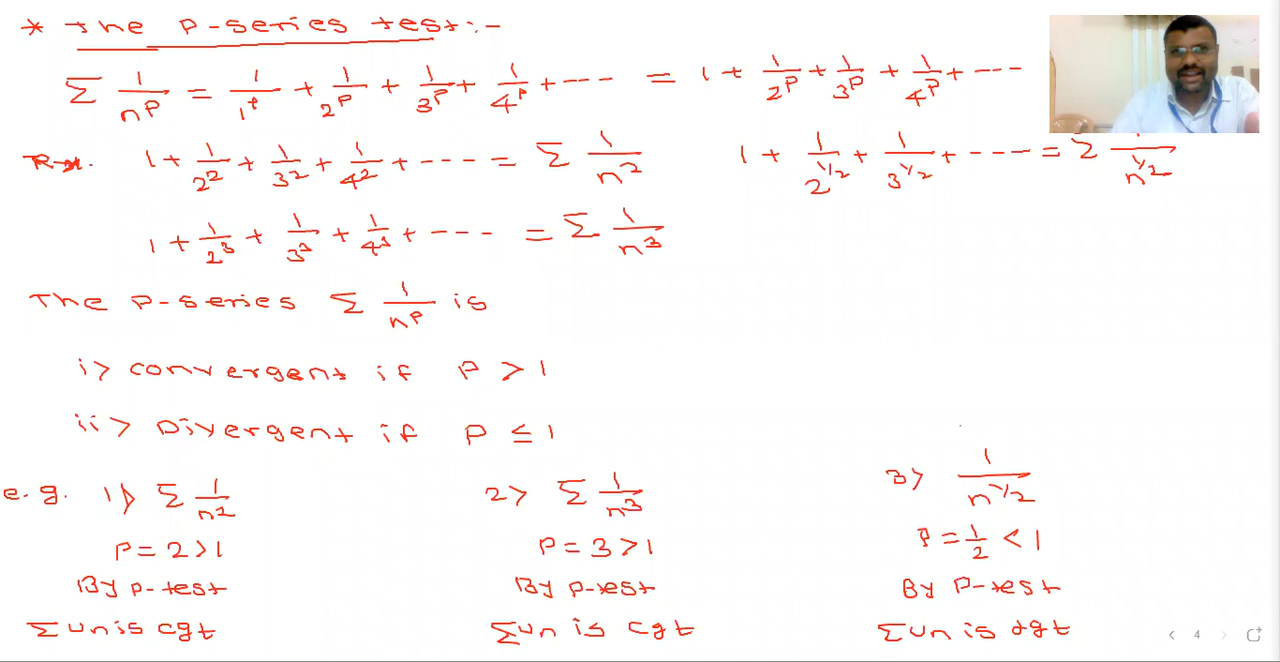 * The P-series test:-
Σ 1/n^p = 1/1^p + 1/2^p + 1/3^p + 1/4^p + --- = 1 + 1/2^p + 1/3^p + 1/4^p + ---
1 + 1/2^2 + 1/3^2 + 1/4^2 + ---- = Σ 1/n^2
1 + 1/2^1/2 + 1/3^1/2 + ---- = Σ 1/n^1/2
1 + 1/2^3 + 1/3^3 + 1/4^3 + --- = Σ 1/n^3
The P-series Σ 1/n^p is
i> convergent if P > 1
ii> Divergent if P ≤ 1
e.g. 1> Σ 1/n^2
P = 2 > 1
By P-test
Σun is cgt
2> Σ 1/n^3
P = 3 > 1
By P-test
Σun is cgt
3> 1/n^1/2
P = 1/2 < 1
By P-test
Σun is dgt
< 4 >